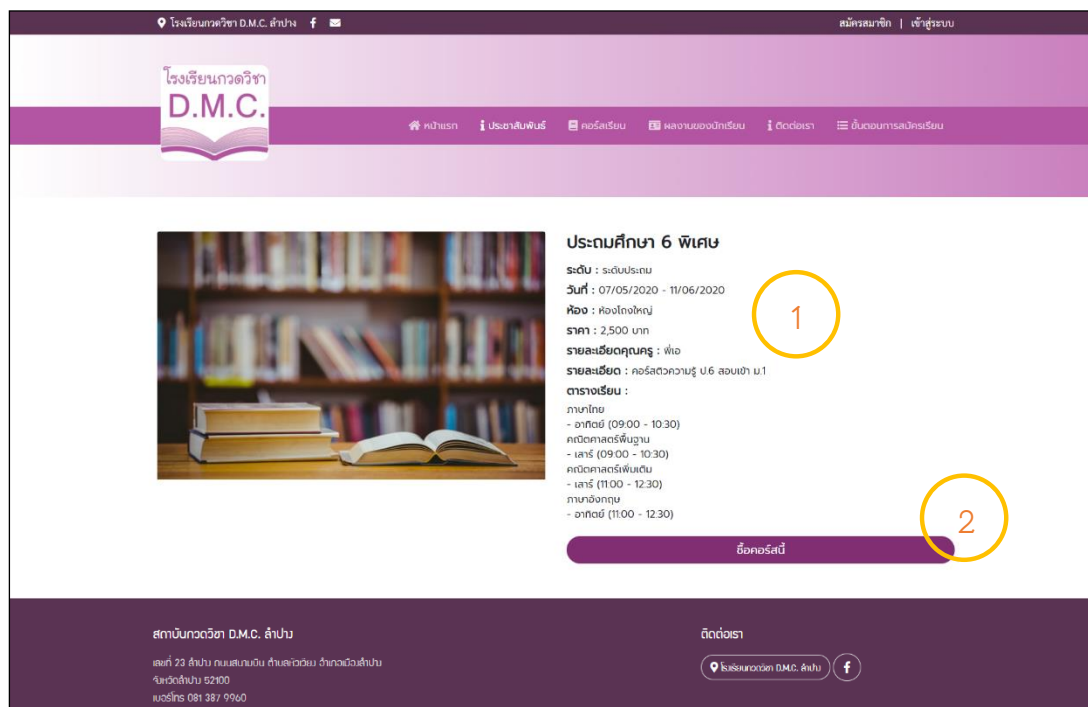 โรงเรียนกวดวิชา D.M.C. ลำปาง
สมัครสมาชิก | เข้าสู่ระบบ
โรงเรียนกวดวิชา
D.M.C.
หน้าแรก ประชาสัมพันธ์ คอร์สเรียน ผลงานของนักเรียน ติดต่อเรา ขั้นตอนการสมัครเรียน
ประถมศึกษา 6 พิเศษ
ระดับ : ระดับประถม
วันที่ : 07/05/2020 - 11/06/2020
ห้อง : ห้องโถงใหญ่
ราคา : 2,500 บาท
รายละเอียดคุณครู : พี่เอ
รายละเอียด : คอร์สติวความรู้ ป.6 สอบเข้า ม.1
ตารางเรียน :
ภาษาไทย
- อาทิตย์ (09:00 - 10:30)
คณิตศาสตร์พื้นฐาน
- เสาร์ (09:00 - 10:30)
คณิตศาสตร์เพิ่มเติม
- เสาร์ (11:00 - 12:30)
ภาษาอังกฤษ
- อาทิตย์ (11:00 - 12:30)
1
2
ซื้อคอร์สนี้
สถาบันกวดวิชา D.M.C. ลำปาง
เลขที่ 23 ลำปาง ถนนสนามบิน ตำบลหัวเวียง อำเภอเมืองลำปาง
จังหวัดลำปาง 52100
เบอร์โทร 081 387 9960
ติดต่อเรา
โรงเรียนกวดวิชา D.M.C. ลำปาง